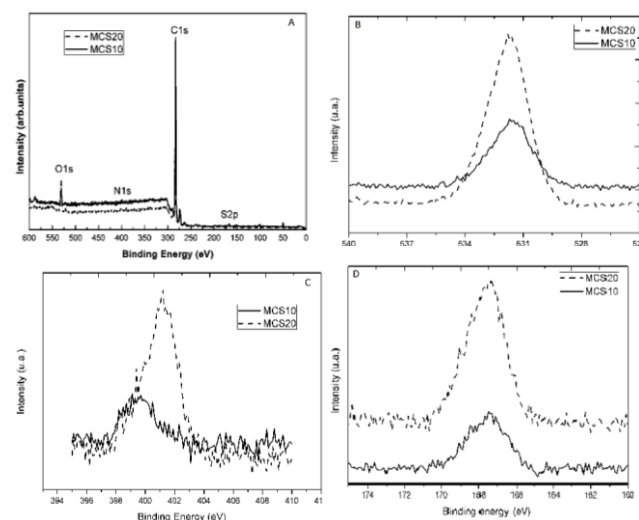 A
MCS20
MCS10
C1s
O1s
N1s
S2p
Intensity (arb.units)
600 550 500 450 400 350 300 250 200 150 100 50 0
Binding Energy (eV)
B
MCS20
MCS10
Intensity (u.a.)
540 537 534 531 528
C
MCS10
MCS20
Intensity (u.a.)
394 396 398 400 402 404 406 408 410
Binding Energy (eV)
D
MCS20
MCS10
Intensity (u.a.)
174 172 170 168 166 164 162 160
Binding energy (eV)